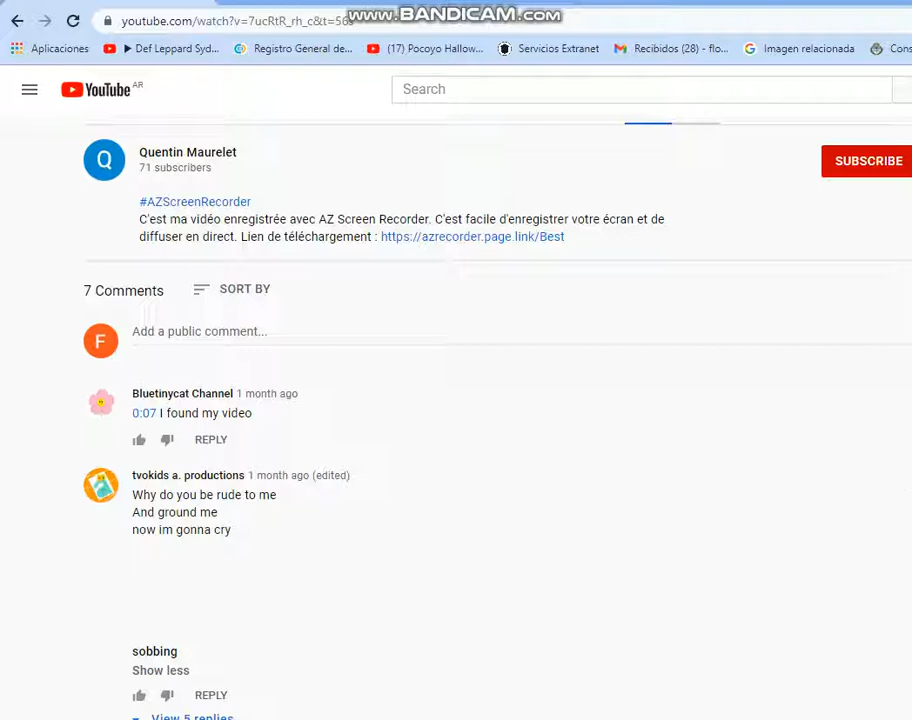 youtube.com/watch?v=7ucRtR_rh_c&t=56s
www.BANDICAM.com
Aplicaciones
Def Leppard Syd...
Registro General de...
(17) Pocoyo Hallow...
Servicios Extranet
Recibidos (28) - flo...
Imagen relacionada
Cons
YouTube AR
Search
Q
Quentin Maurelet
71 subscribers
SUBSCRIBE
#AZScreenRecorder
C'est ma vidéo enregistrée avec AZ Screen Recorder. C'est facile d'enregistrer votre écran et de
diffuser en direct. Lien de téléchargement : https://azrecorder.page.link/Best
7 Comments
SORT BY
F
Add a public comment...
Bluetinycat Channel 1 month ago
0:07 I found my video
REPLY
tvokids a. productions 1 month ago (edited)
Why do you be rude to me
And ground me
now im gonna cry
sobbing
Show less
REPLY
View 5 replies